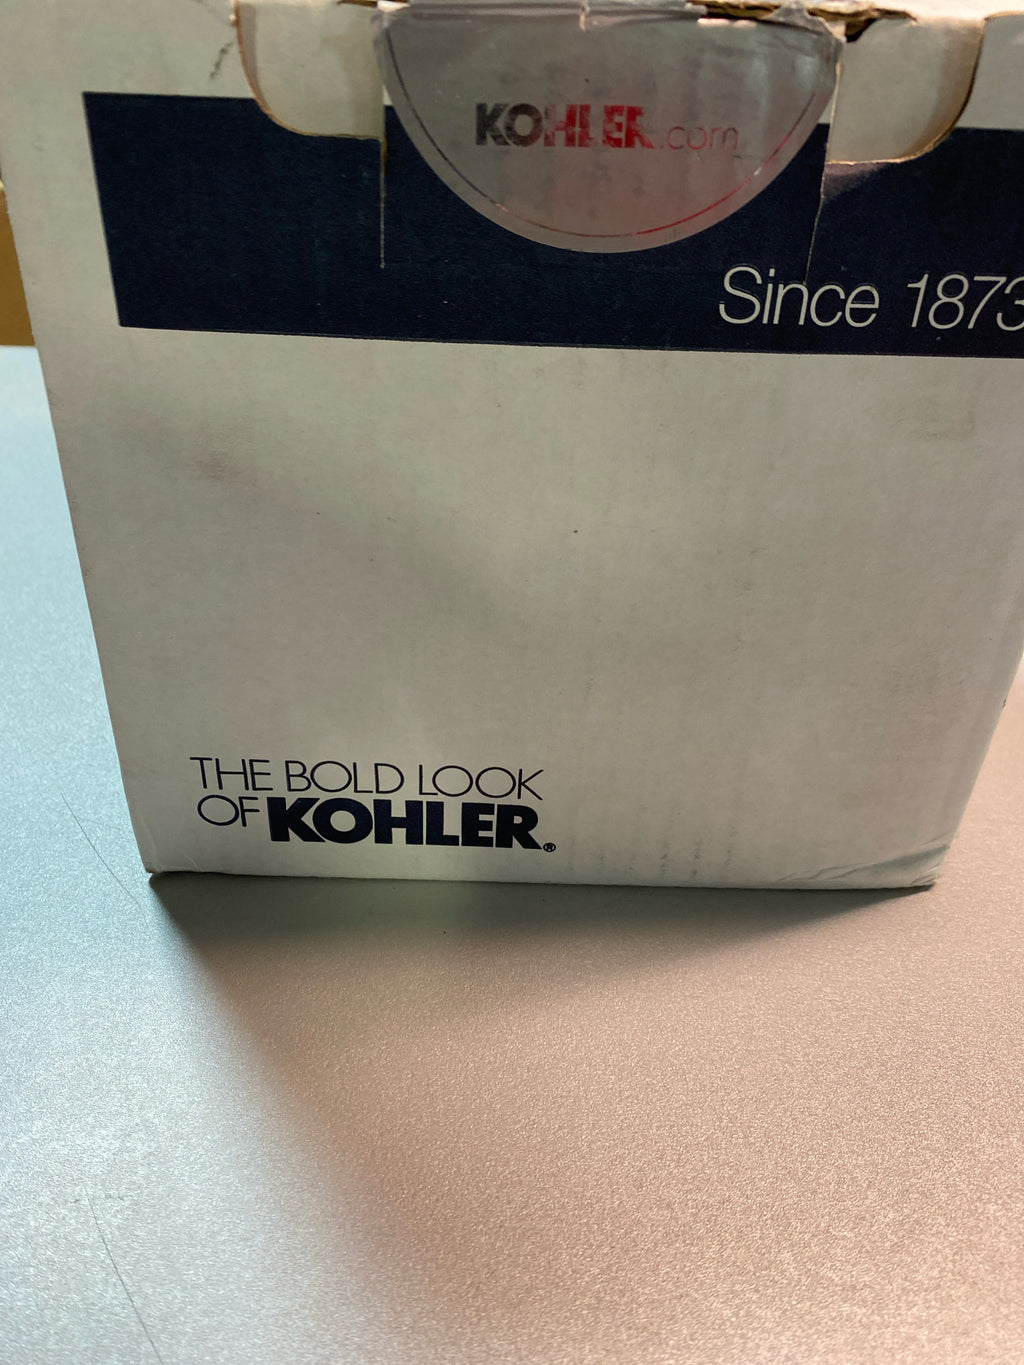 KOHLER.com
Since 1873
THE BOLD LOOK
OF KOHLER®